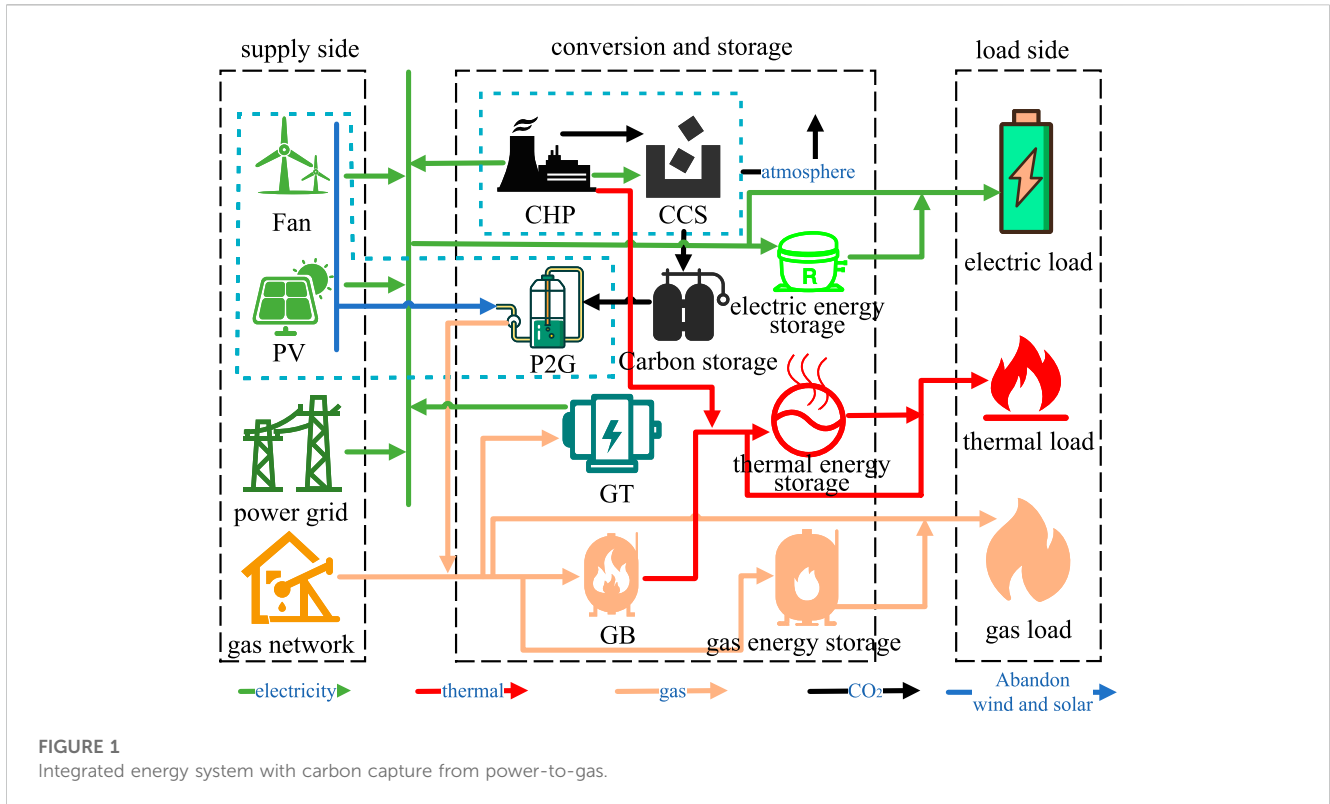 supply side
conversion and storage
load side
Fan
CHP
CCS
atmosphere
electric load
R
electric energy
storage
PV
P2G
Carbon storage
thermal load
thermal energy
storage
power grid
GT
gas network
GB
gas energy storage
gas load
electricity
thermal
gas
CO₂
Abandon
wind and solar
FIGURE 1
Integrated energy system with carbon capture from power-to-gas.